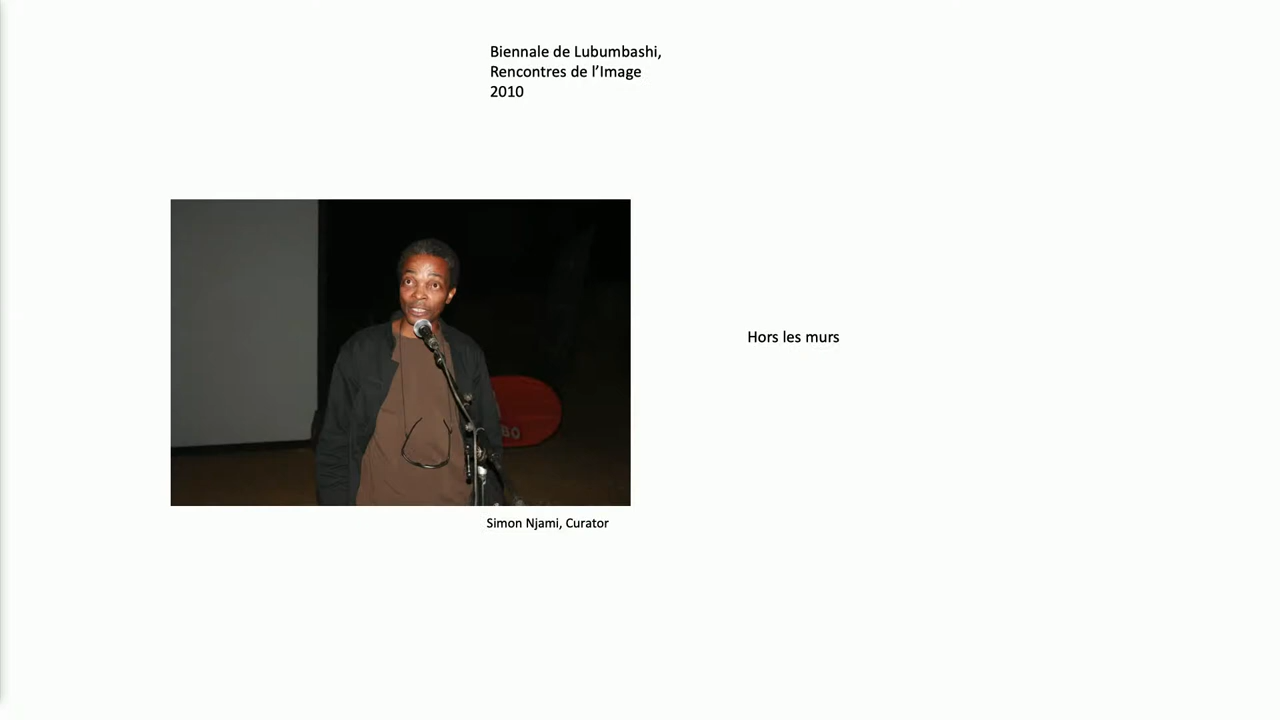 Biennale de Lubumbashi,
Rencontres de l’Image
2010
Hors les murs
Simon Njami, Curator